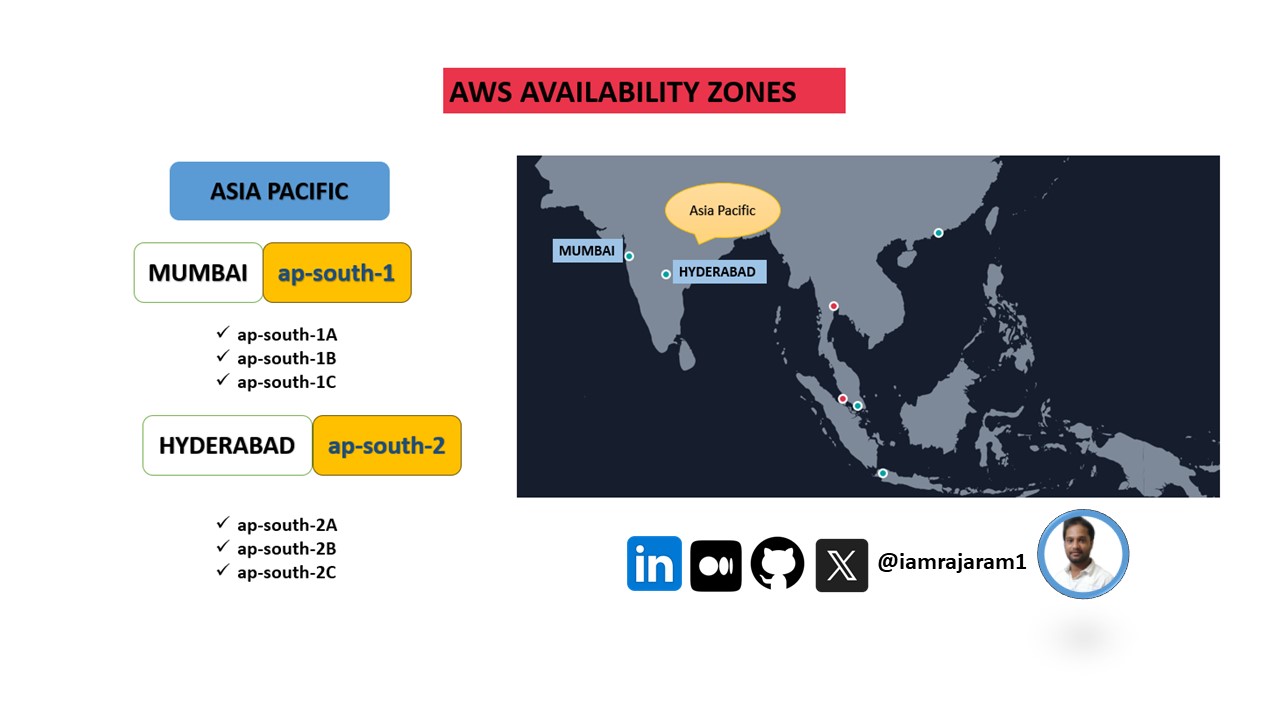 AWS AVAILABILITY ZONES
ASIA PACIFIC
MUMBAI ap-south-1
ap-south-1A
ap-south-1B
ap-south-1C
HYDERABAD ap-south-2
ap-south-2A
ap-south-2B
ap-south-2C
Asia Pacific
MUMBAI
HYDERABAD
in
X
@iamrajaram1